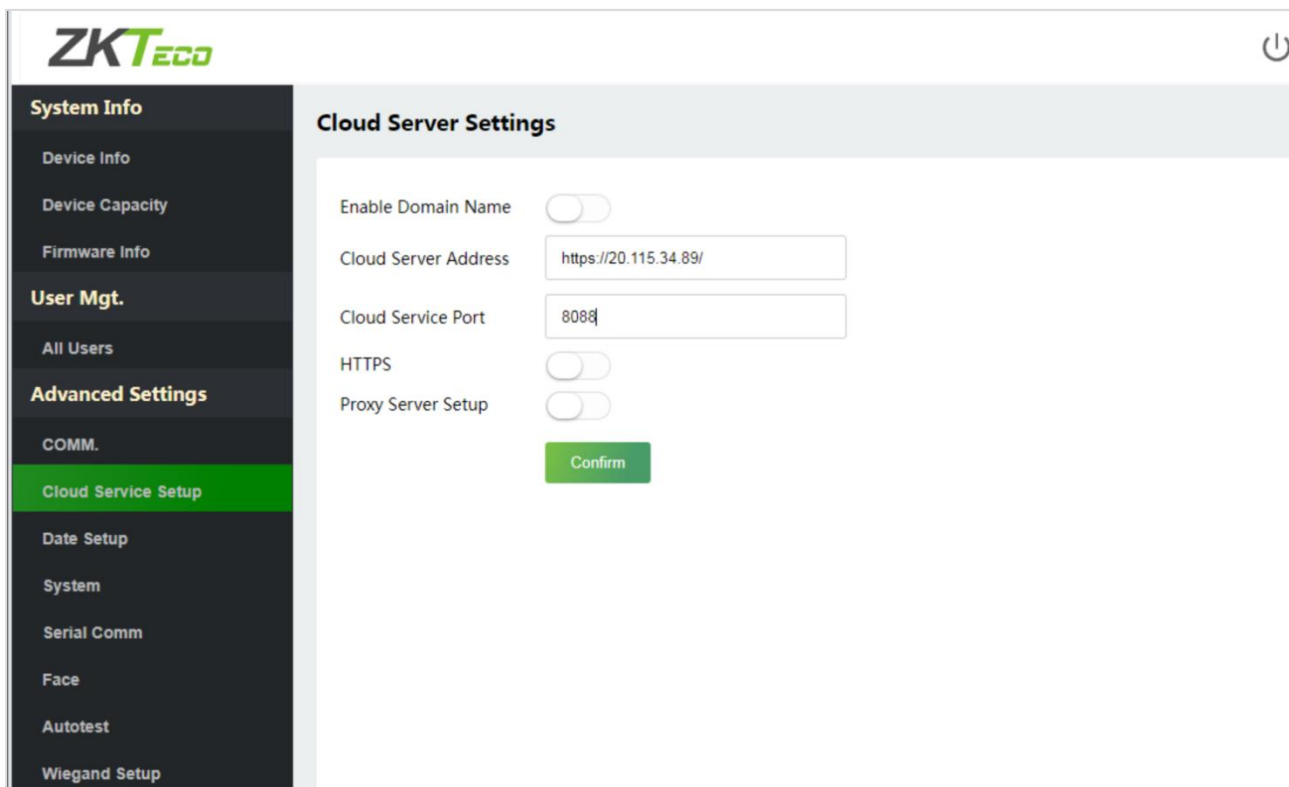 ZKTECO
System Info
Device Info
Device Capacity
Firmware Info
User Mgt.
All Users
Advanced Settings
COMM.
Cloud Service Setup
Date Setup
System
Serial Comm
Face
Autotest
Wiegand Setup
Cloud Server Settings
Enable Domain Name
Cloud Server Address https://20.115.34.89/
Cloud Service Port 8088
HTTPS
Proxy Server Setup
Confirm